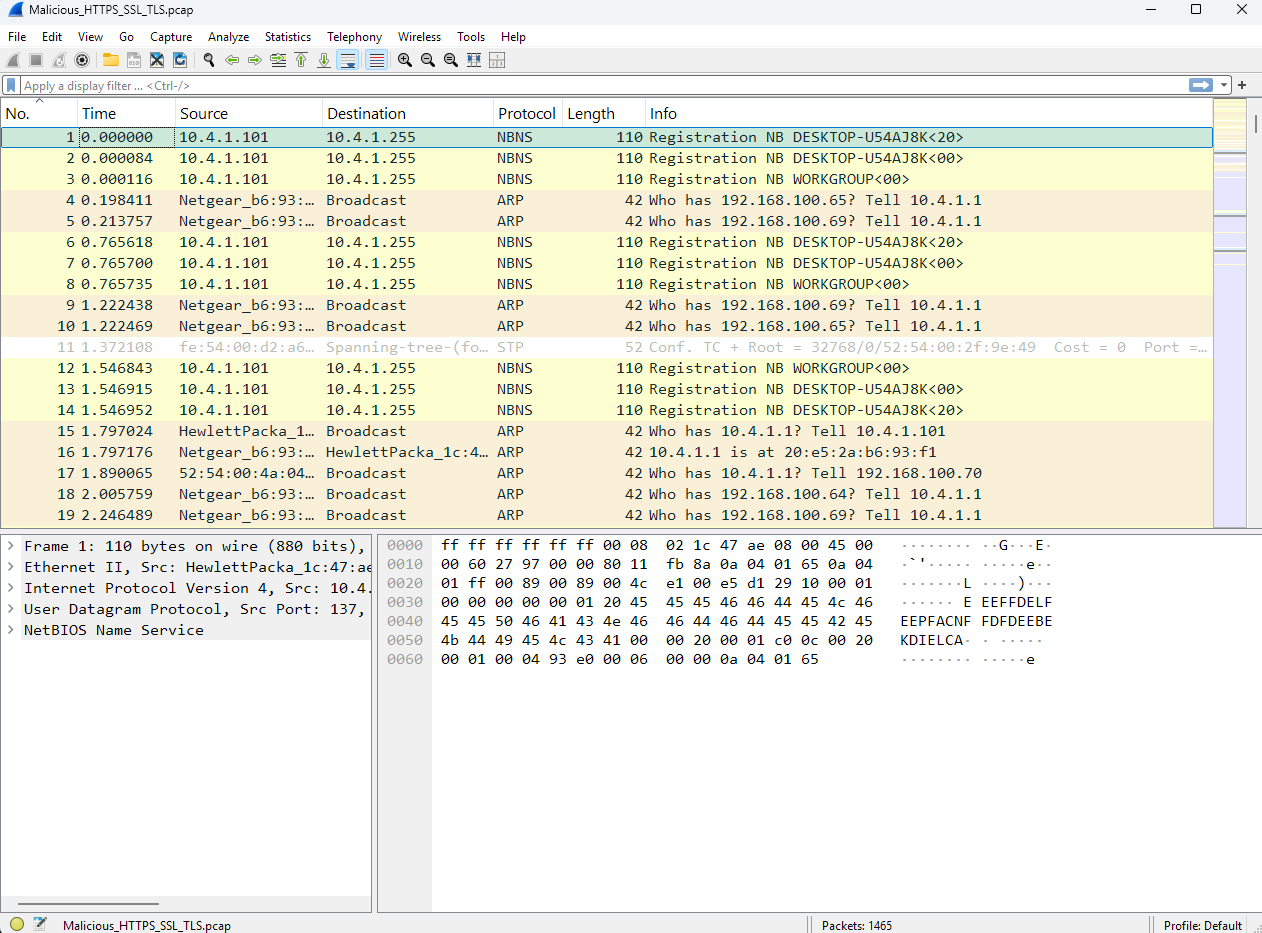 Malicious_HTTPS_SSL_TLS.pcap
File Edit View Go Capture Analyze Statistics Telephony Wireless Tools Help
Apply a display filter ... <Ctrl-/>
No. Time Source Destination Protocol Length Info
1 0.000000 10.4.1.101 10.4.1.255 NBNS 110 Registration NB DESKTOP-U54AJ8K<20>
2 0.000084 10.4.1.101 10.4.1.255 NBNS 110 Registration NB DESKTOP-U54AJ8K<00>
3 0.000116 10.4.1.101 10.4.1.255 NBNS 110 Registration NB WORKGROUP<00>
4 0.198411 Netgear_b6:93:… Broadcast ARP 42 Who has 192.168.100.65? Tell 10.4.1.1
5 0.213757 Netgear_b6:93:… Broadcast ARP 42 Who has 192.168.100.69? Tell 10.4.1.1
6 0.765618 10.4.1.101 10.4.1.255 NBNS 110 Registration NB DESKTOP-U54AJ8K<20>
7 0.765700 10.4.1.101 10.4.1.255 NBNS 110 Registration NB DESKTOP-U54AJ8K<00>
8 0.765735 10.4.1.101 10.4.1.255 NBNS 110 Registration NB WORKGROUP<00>
9 1.222438 Netgear_b6:93:… Broadcast ARP 42 Who has 192.168.100.69? Tell 10.4.1.1
10 1.222469 Netgear_b6:93:… Broadcast ARP 42 Who has 192.168.100.65? Tell 10.4.1.1
11 1.372108 fe:54:00:d2:a6… Spanning-tree-(fo… STP 52 Conf. TC + Root = 32768/0/52:54:00:2f:9e:49 Cost = 0 Port =…
12 1.546843 10.4.1.101 10.4.1.255 NBNS 110 Registration NB WORKGROUP<00>
13 1.546915 10.4.1.101 10.4.1.255 NBNS 110 Registration NB DESKTOP-U54AJ8K<00>
14 1.546952 10.4.1.101 10.4.1.255 NBNS 110 Registration NB DESKTOP-U54AJ8K<20>
15 1.797024 HewlettPacka_1… Broadcast ARP 42 Who has 10.4.1.1? Tell 10.4.1.101
16 1.797176 Netgear_b6:93:… HewlettPacka_1c:4… ARP 42 10.4.1.1 is at 20:e5:2a:b6:93:f1
17 1.890065 52:54:00:4a:04… Broadcast ARP 42 Who has 10.4.1.1? Tell 192.168.100.70
18 2.005759 Netgear_b6:93:… Broadcast ARP 42 Who has 192.168.100.64? Tell 10.4.1.1
19 2.246489 Netgear_b6:93:… Broadcast ARP 42 Who has 192.168.100.69? Tell 10.4.1.1
Frame 1: 110 bytes on wire (880 bits),
Ethernet II, Src: HewlettPacka_1c:47:ae
Internet Protocol Version 4, Src: 10.4.
User Datagram Protocol, Src Port: 137,
NetBIOS Name Service
0000 ff ff ff ff ff ff 00 08 02 1c 47 ae 08 00 45 00 ········ ··G···E·
0010 00 60 27 97 00 00 80 11 fb 8a 0a 04 01 65 0a 04 ·`'····· ·····e··
0020 01 ff 00 89 00 89 00 4c e1 00 e5 d1 29 10 00 01 ·······L ····)···
0030 00 00 00 00 00 01 20 45 45 45 46 46 44 45 4c 46 ······ E EEFFDELF
0040 45 45 50 46 41 43 4e 46 46 44 46 44 45 45 42 45 EEPFACNF FDFDEEBE
0050 4b 44 49 45 4c 43 41 00 00 20 00 01 c0 0c 00 20 KDIELCA· · ····· 
0060 00 01 00 04 93 e0 00 06 00 00 0a 04 01 65 ········ ·····e
Malicious_HTTPS_SSL_TLS.pcap Packets: 1465 Profile: Default